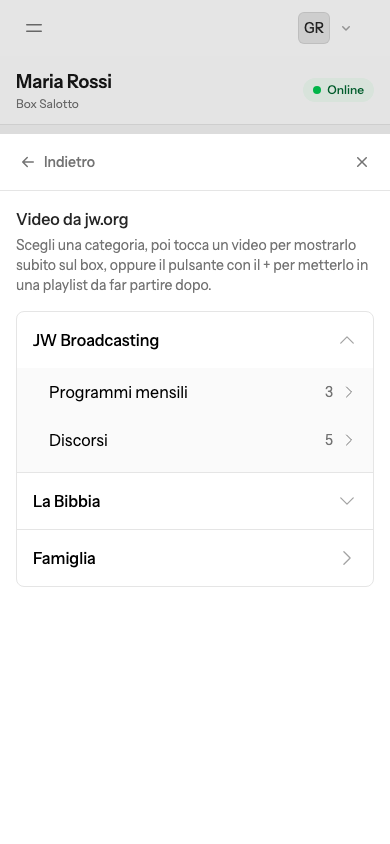 GR
Maria Rossi
Box Salotto
Online
Indietro
Video da jw.org
Scegli una categoria, poi tocca un video per mostrarlo
subito sul box, oppure il pulsante con il + per metterlo in
una playlist da far partire dopo.
JW Broadcasting
Programmi mensili 3
Discorsi 5
La Bibbia
Famiglia